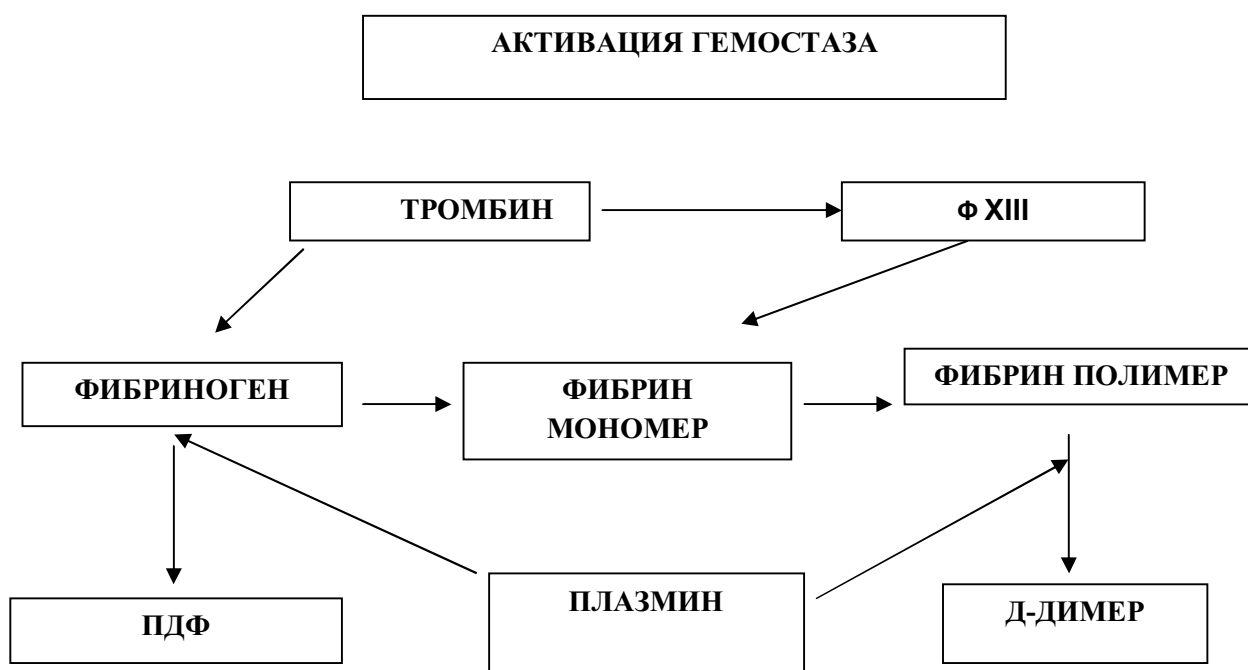 АКТИВАЦИЯ ГЕМОСТАЗА
ТРОМБИН
Ф XIII
ФИБРИНОГЕН
ФИБРИН
МОНОМЕР
ФИБРИН ПОЛИМЕР
ПДФ
ПЛАЗМИН
Д-ДИМЕР